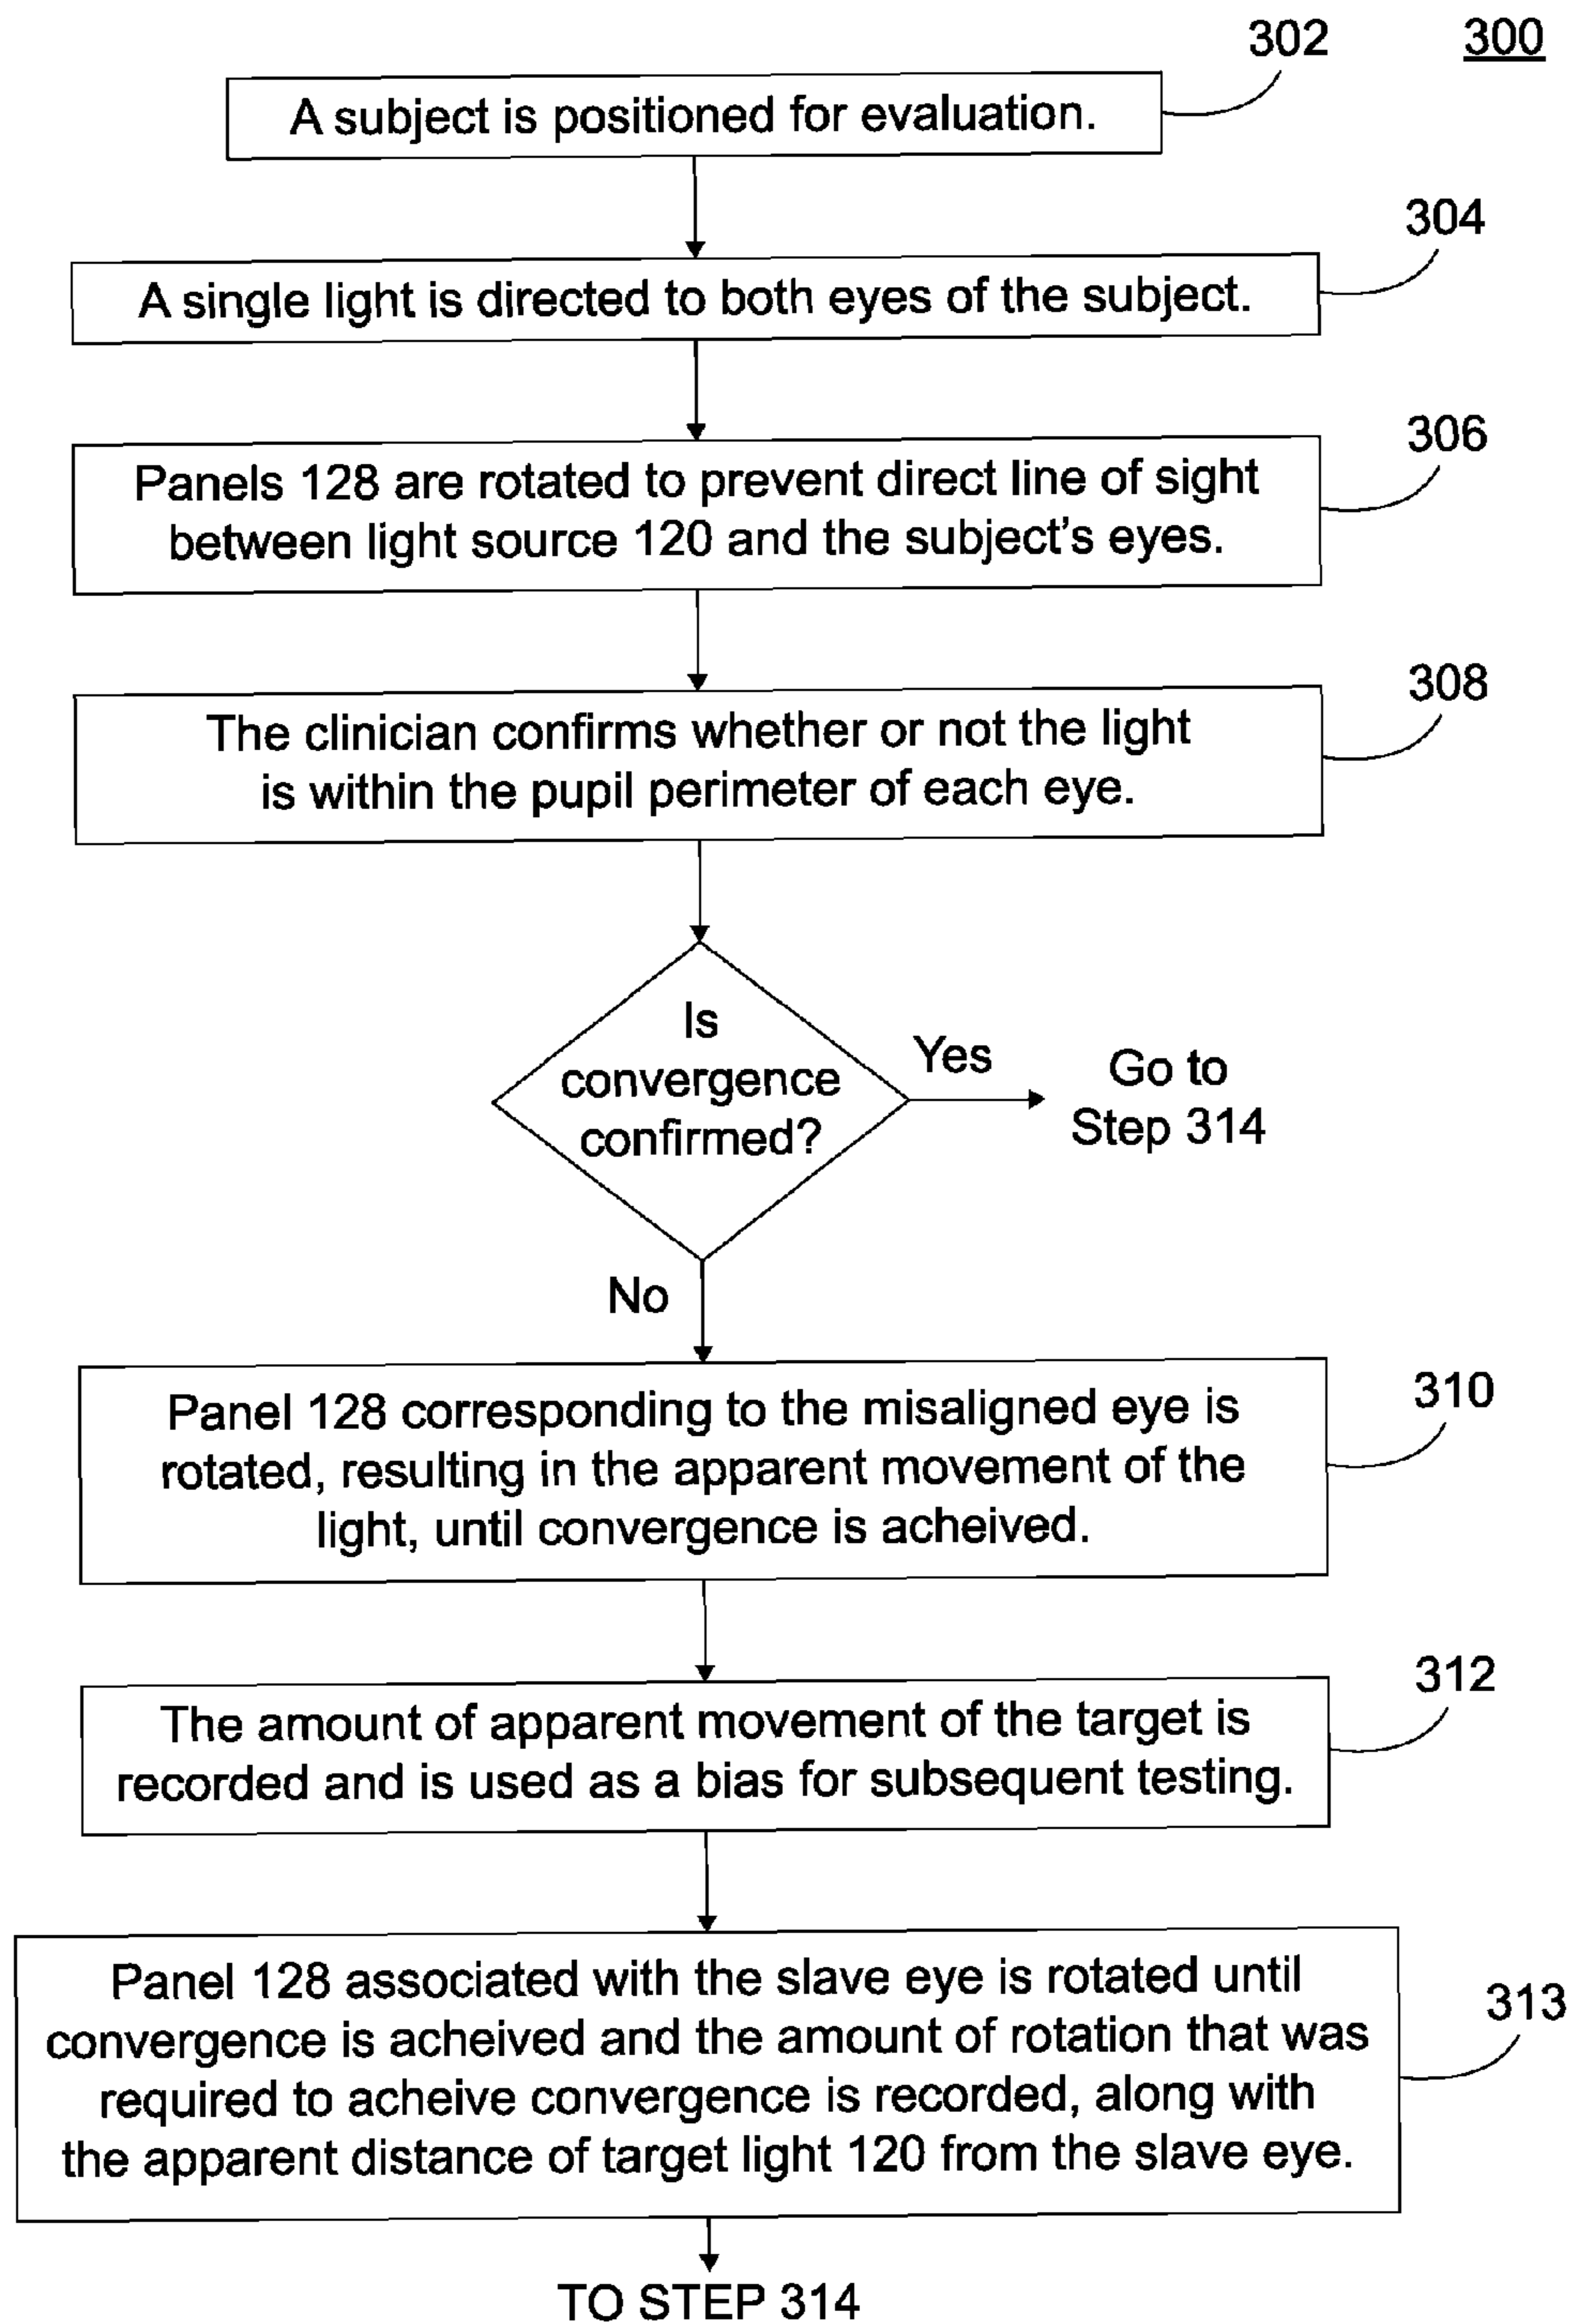 302
300
A subject is positioned for evaluation.
304
A single light is directed to both eyes of the subject.
306
Panels 128 are rotated to prevent direct line of sight
between light source 120 and the subject's eyes.
308
The clinician confirms whether or not the light
is within the pupil perimeter of each eye.
Is
convergence
confirmed?
Yes
Go to
Step 314
No
310
Panel 128 corresponding to the misaligned eye is
rotated, resulting in the apparent movement of the
light, until convergence is acheived.
312
The amount of apparent movement of the target is
recorded and is used as a bias for subsequent testing.
313
Panel 128 associated with the slave eye is rotated until
convergence is acheived and the amount of rotation that was
required to acheive convergence is recorded, along with
the apparent distance of target light 120 from the slave eye.
TO STEP 314